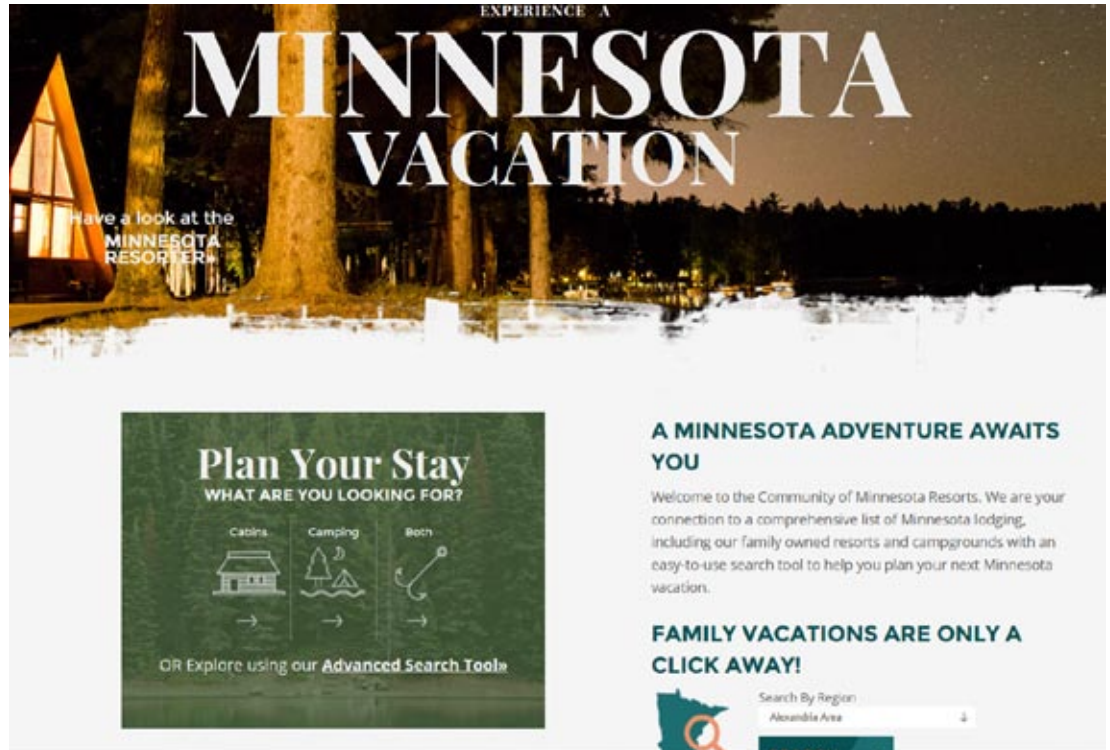 EXPERIENCE A
MINNESOTA
VACATION
Have a look at the
MINNESOTA
RESORTER»
Plan Your Stay
WHAT ARE YOU LOOKING FOR?
Cabins Camping Both
OR Explore using our Advanced Search Tool»
A MINNESOTA ADVENTURE AWAITS
YOU
Welcome to the Community of Minnesota Resorts. We are your
connection to a comprehensive list of Minnesota lodging,
including our family owned resorts and campgrounds with an
easy-to-use search tool to help you plan your next Minnesota
vacation.
FAMILY VACATIONS ARE ONLY A
CLICK AWAY!
Search By Region
Alexandria Area